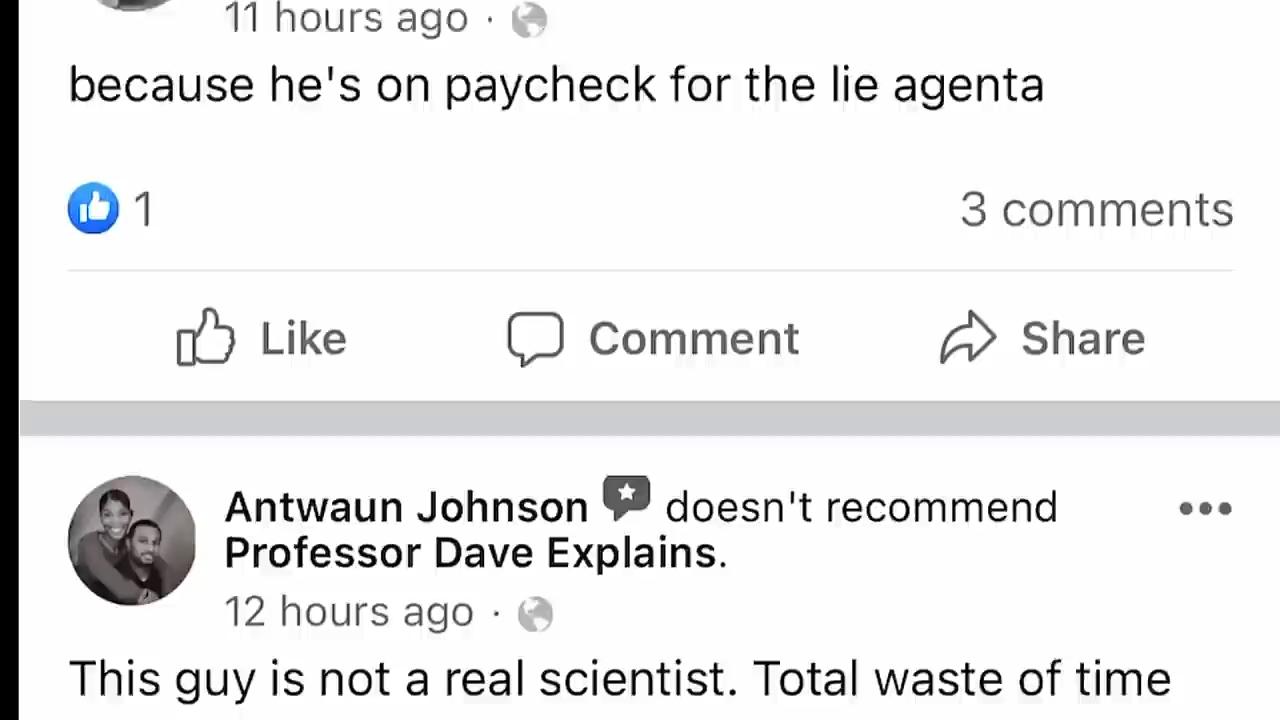 11 hours ago ·
because he's on paycheck for the lie agenta
1
3 comments
Like
Comment
Share
Antwaun Johnson doesn't recommend
Professor Dave Explains.
12 hours ago ·
This guy is not a real scientist. Total waste of time